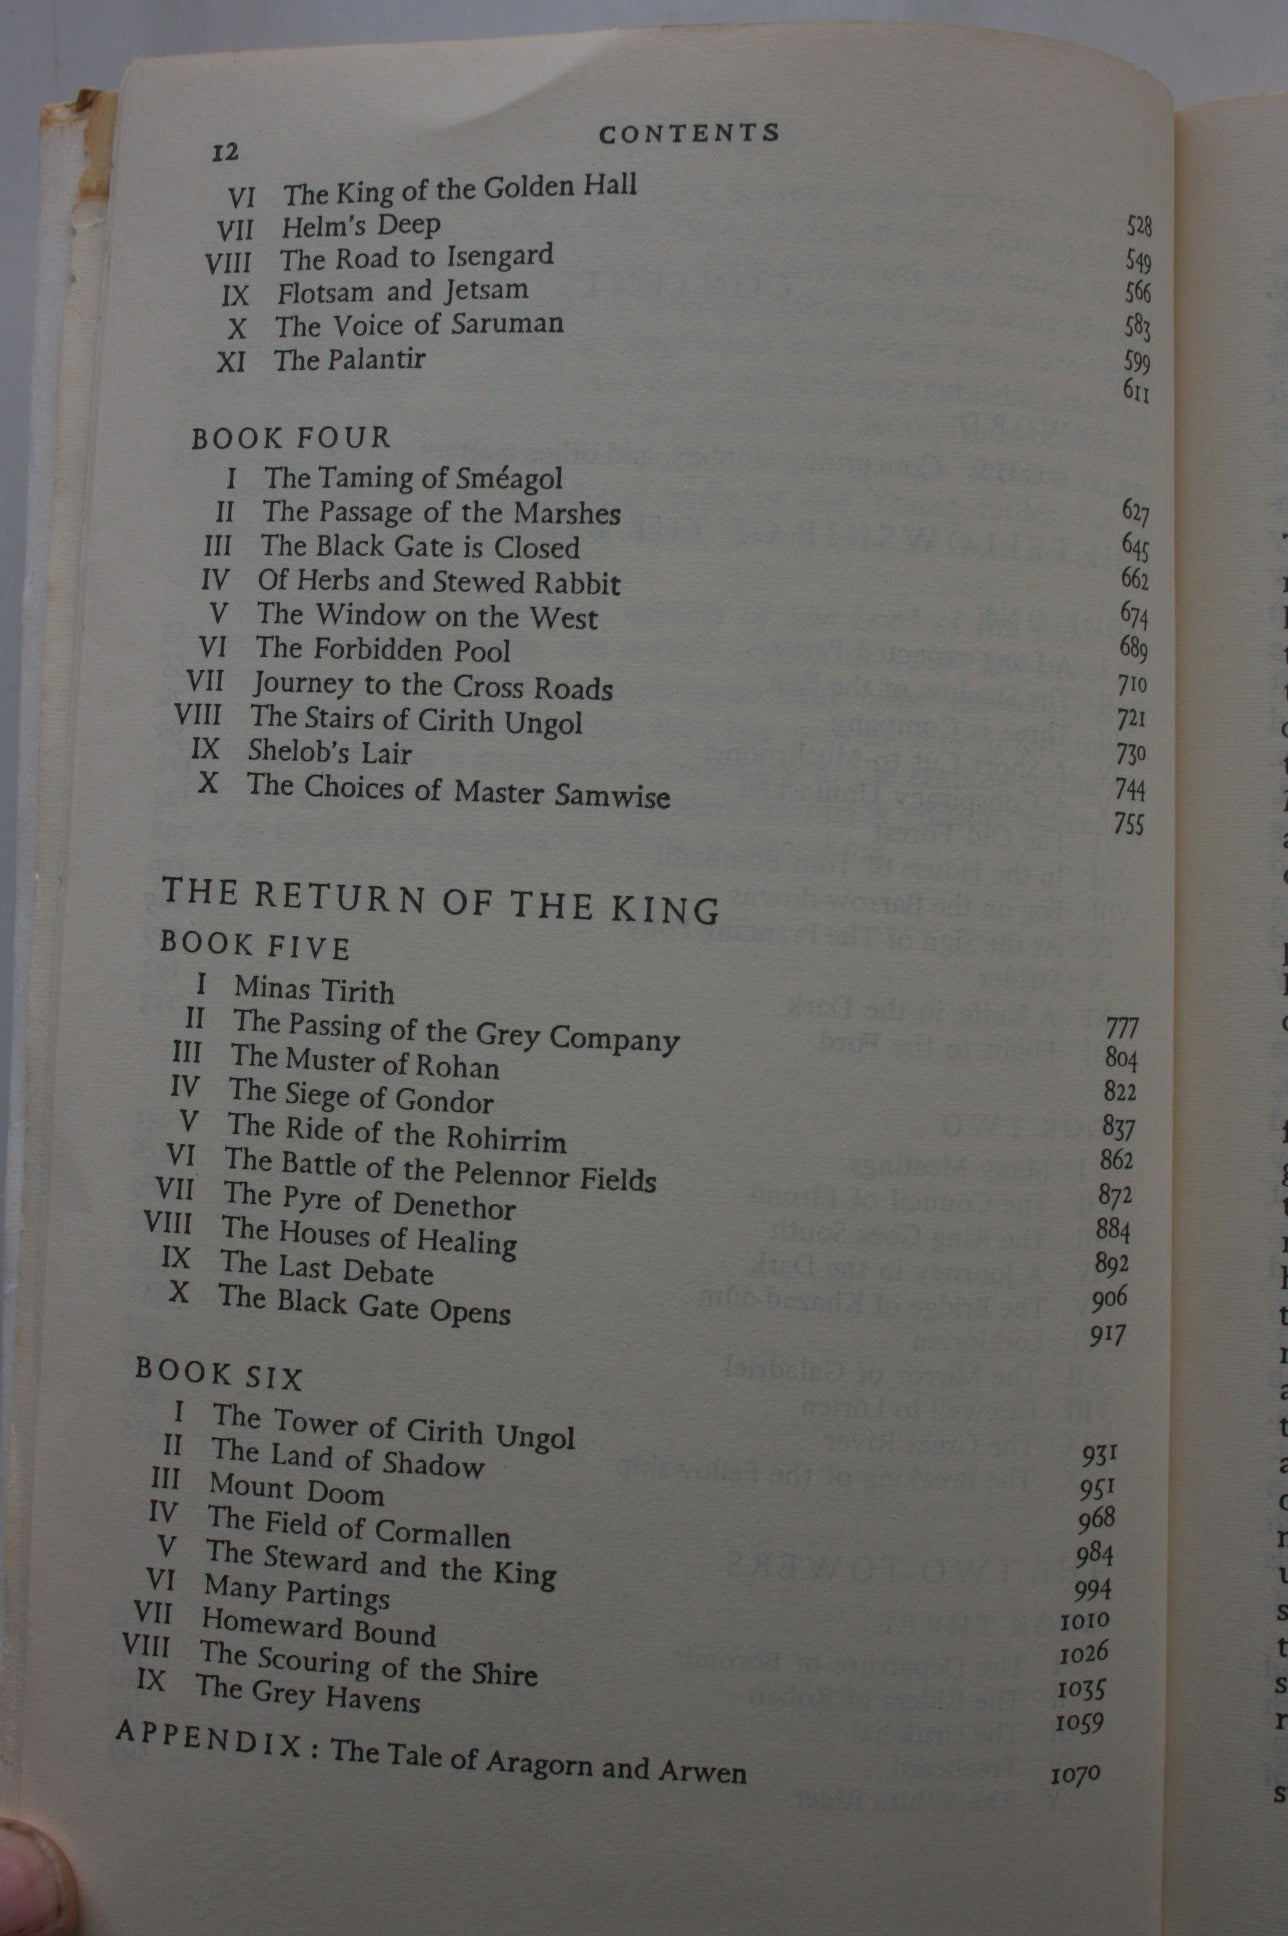 12 CONTENTS
VI The King of the Golden Hall 528
VII Helm's Deep 549
VIII The Road to Isengard 566
IX Flotsam and Jetsam 583
X The Voice of Saruman 599
XI The Palantir 611
BOOK FOUR
I The Taming of Sméagol 627
II The Passage of the Marshes 645
III The Black Gate is Closed 662
IV Of Herbs and Stewed Rabbit 674
V The Window on the West 689
VI The Forbidden Pool 710
VII Journey to the Cross Roads 721
VIII The Stairs of Cirith Ungol 730
IX Shelob's Lair 744
X The Choices of Master Samwise 755
THE RETURN OF THE KING
BOOK FIVE
I Minas Tirith 777
II The Passing of the Grey Company 804
III The Muster of Rohan 822
IV The Siege of Gondor 837
V The Ride of the Rohirrim 862
VI The Battle of the Pelennor Fields 872
VII The Pyre of Denethor 884
VIII The Houses of Healing 892
IX The Last Debate 906
X The Black Gate Opens 917
BOOK SIX
I The Tower of Cirith Ungol 931
II The Land of Shadow 951
III Mount Doom 968
IV The Field of Cormallen 984
V The Steward and the King 994
VI Many Partings 1010
VII Homeward Bound 1026
VIII The Scouring of the Shire 1035
IX The Grey Havens 1059
APPENDIX : The Tale of Aragorn and Arwen 1070